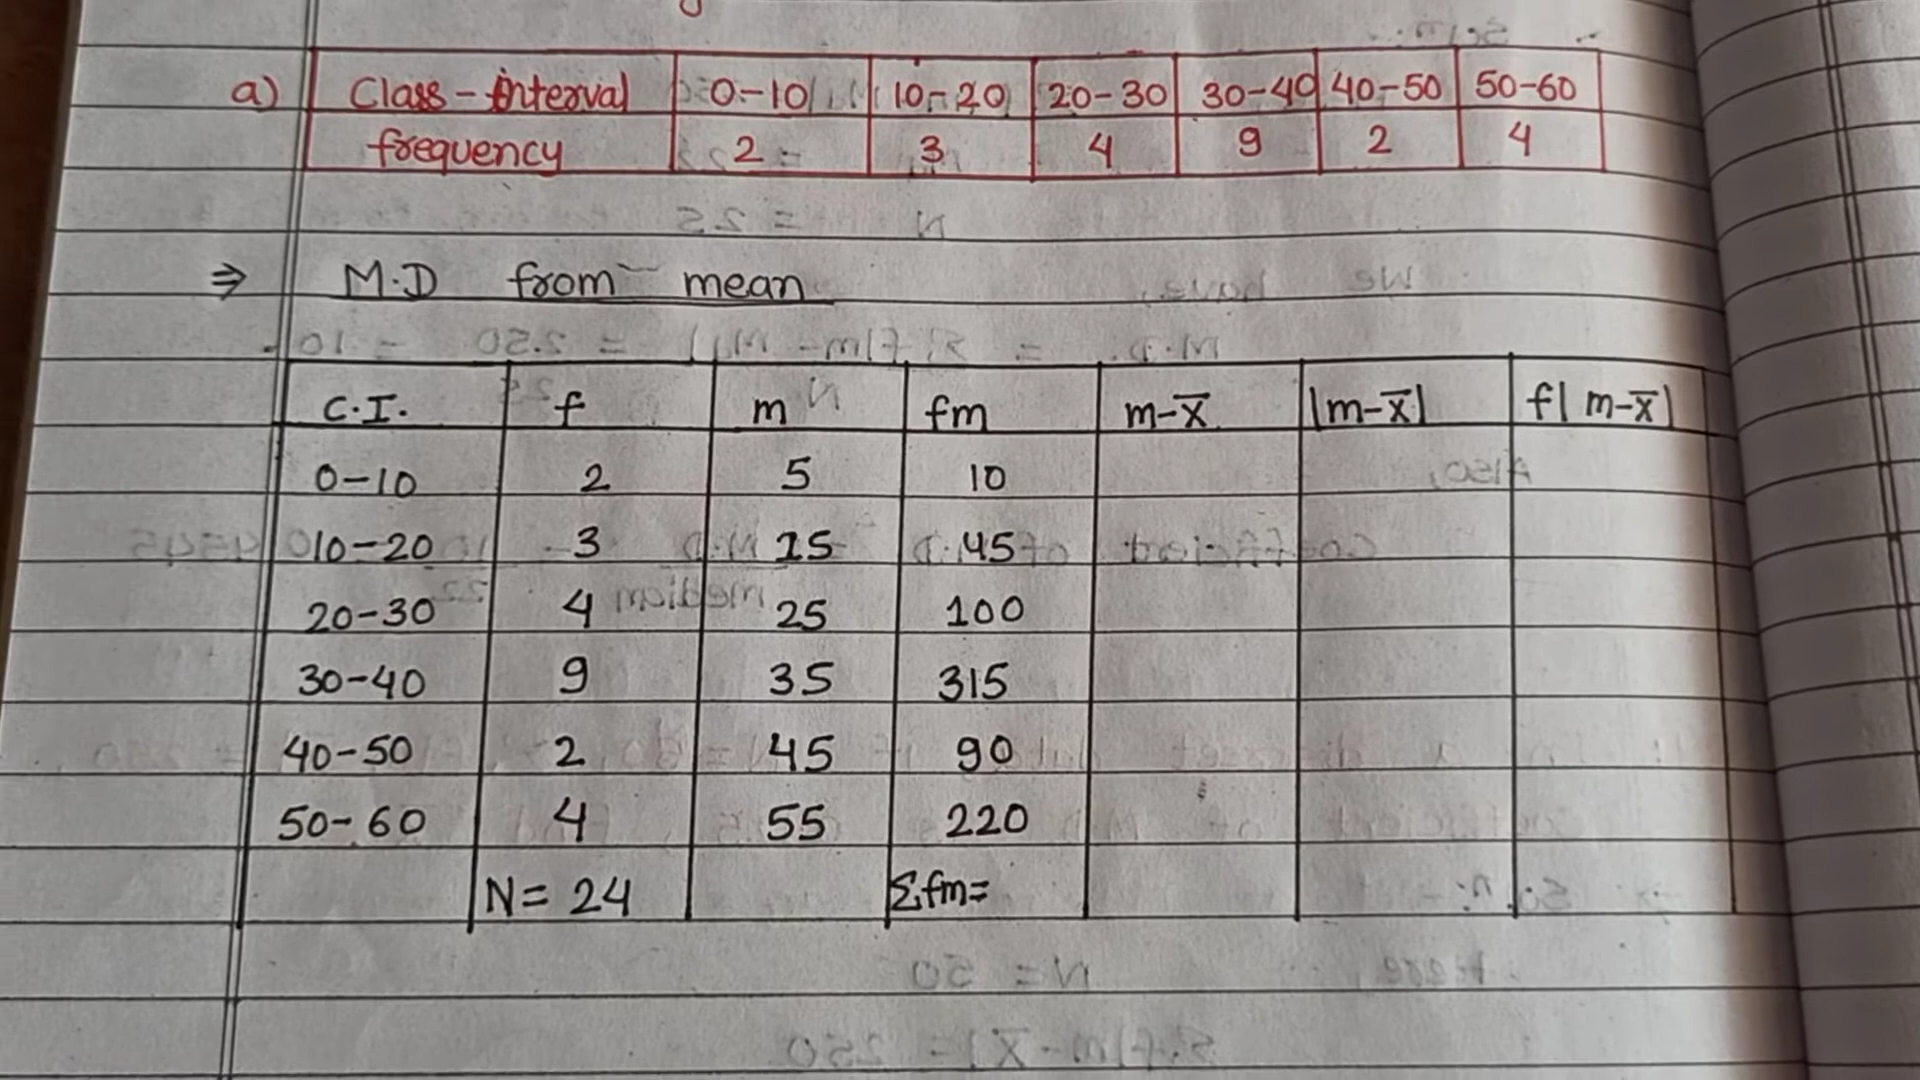 a) Class-interval 0-10 10-20 20-30 30-40 40-50 50-60
frequency 2 3 4 9 2 4
⇒ M.D from mean
C.I. f m fm m-x̅ |m-x̅| f|m-x̅|
0-10 2 5 10
10-20 3 15 45
20-30 4 25 100
30-40 9 35 315
40-50 2 45 90
50-60 4 55 220
N= 24 Σfm=